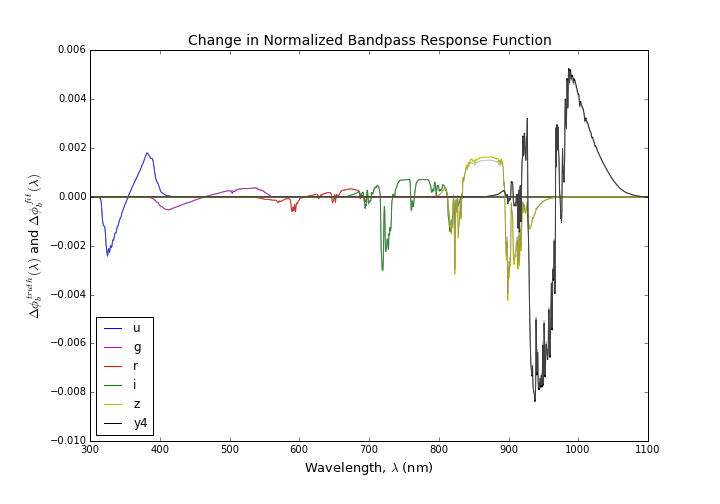 Change in Normalized Bandpass Response Function
0.006
0.004
0.002
0.000
−0.002
−0.004
−0.006
−0.008
−0.010
Δϕ_b^truth(λ) and Δϕ_b^fit(λ)
u
g
r
i
z
y4
300 400 500 600 700 800 900 1000 1100
Wavelength, λ (nm)